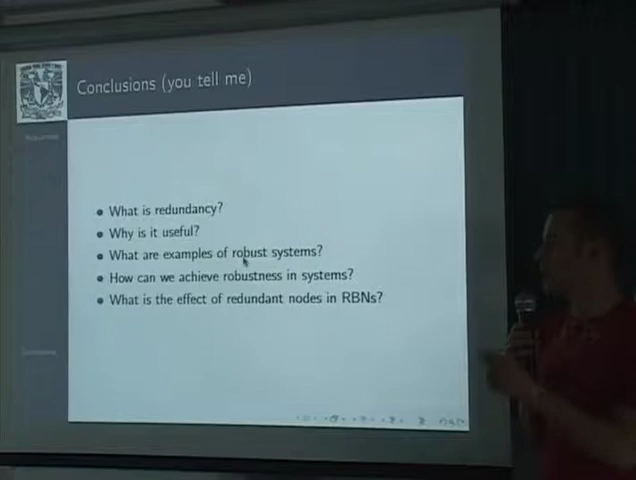 Conclusions (you tell me)
What is redundancy?
Why is it useful?
What are examples of robust systems?
How can we achieve robustness in systems?
What is the effect of redundant nodes in RBNs?